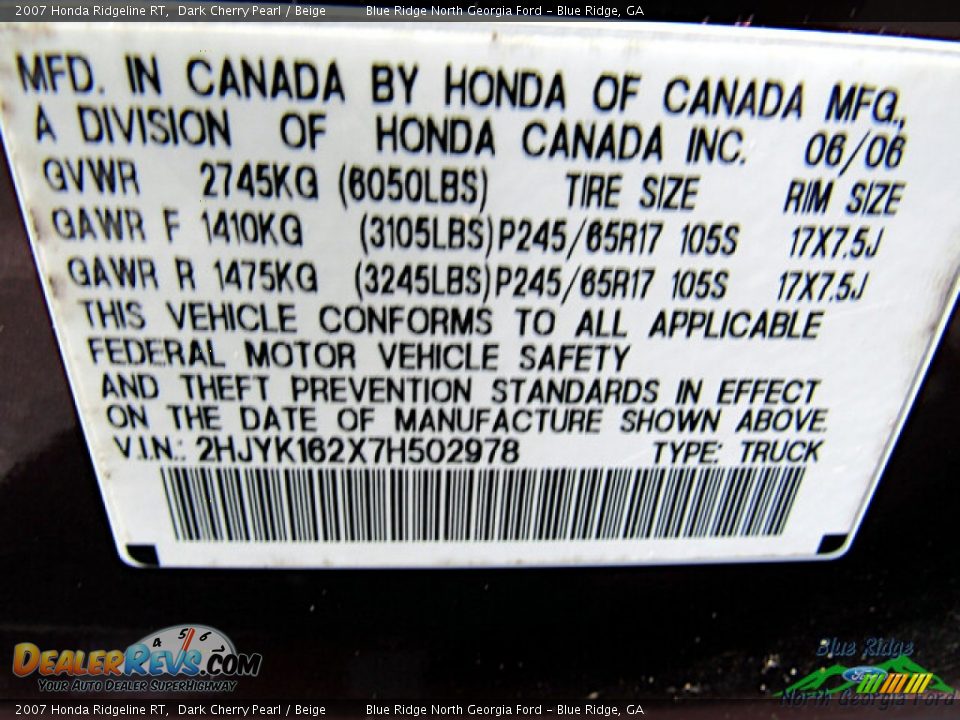 2007 Honda Ridgeline RT, Dark Cherry Pearl / Beige Blue Ridge North Georgia Ford - Blue Ridge, GA
MFD. IN CANADA BY HONDA OF CANADA MFG.,
A DIVISION OF HONDA CANADA INC. 06/06
GVWR 2745KG (6050LBS) TIRE SIZE RIM SIZE
GAWR F 1410KG (3105LBS) P245/65R17 105S 17X7.5J
GAWR R 1475KG (3245LBS) P245/65R17 105S 17X7.5J
THIS VEHICLE CONFORMS TO ALL APPLICABLE
FEDERAL MOTOR VEHICLE SAFETY
AND THEFT PREVENTION STANDARDS IN EFFECT
ON THE DATE OF MANUFACTURE SHOWN ABOVE.
V.I.N.: 2HJYK162X7H502978 TYPE: TRUCK
4 5 6
DEALERREVS.COM
YOUR AUTO DEALER SUPERHIGHWAY
Blue Ridge
Ford
North Georgia Ford
2007 Honda Ridgeline RT, Dark Cherry Pearl / Beige Blue Ridge North Georgia Ford - Blue Ridge, GA